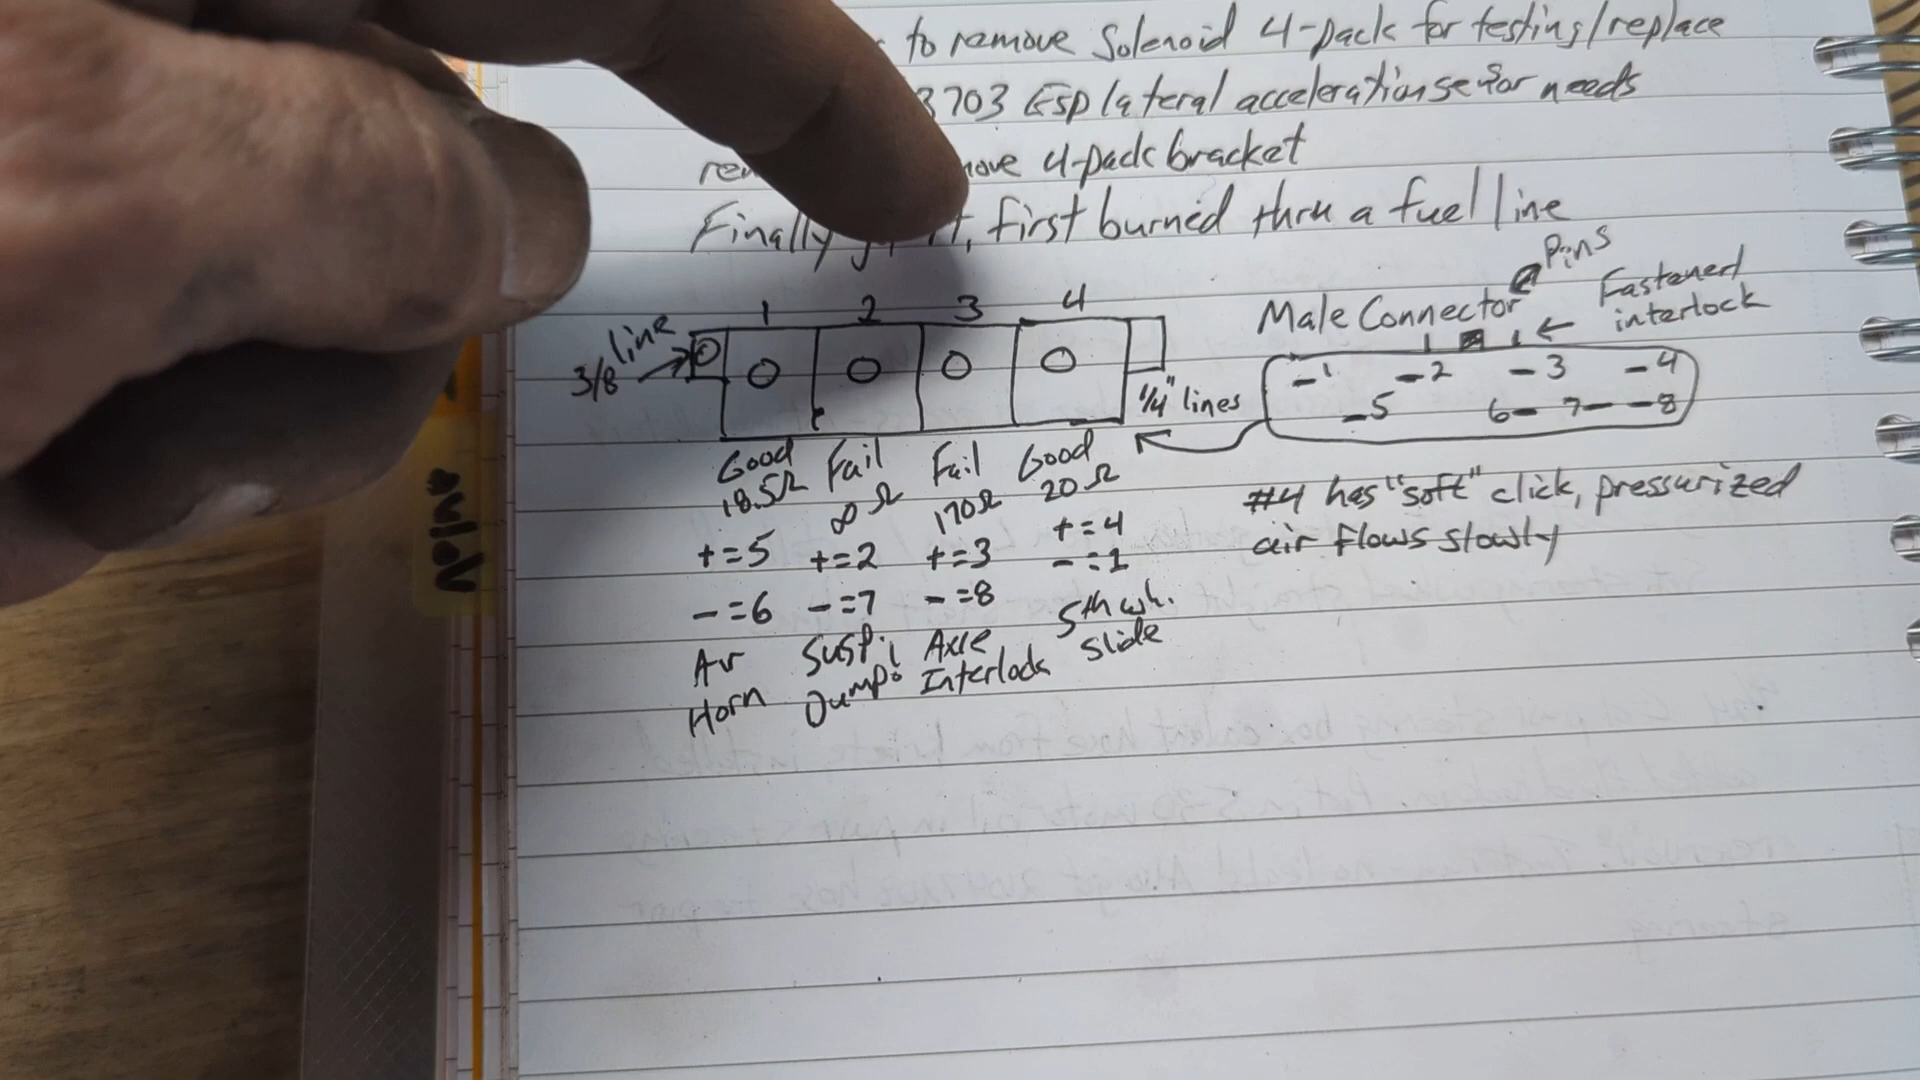 to remove Solenoid 4-pack for testing/replace
3703 ESP lateral acceleration sensor needs
4-pack bracket
Finally first burned thru a fuel line
Pins
Fastened
interlock
Male Connector
1 2 3 4
3/8 line
1 2 3 4
5 6 7 8
1/4" lines
Good Fail Fail Good
18.5Ω ∞Ω 170Ω 20Ω
#4 has "soft" click, pressurized
air flows slowly
+=5 +=2 +=3 +=4
-=6 -=7 -=8 -=1
Air Susp. Axle 5th wh.
Horn Dump Interlock Slide
Volvo